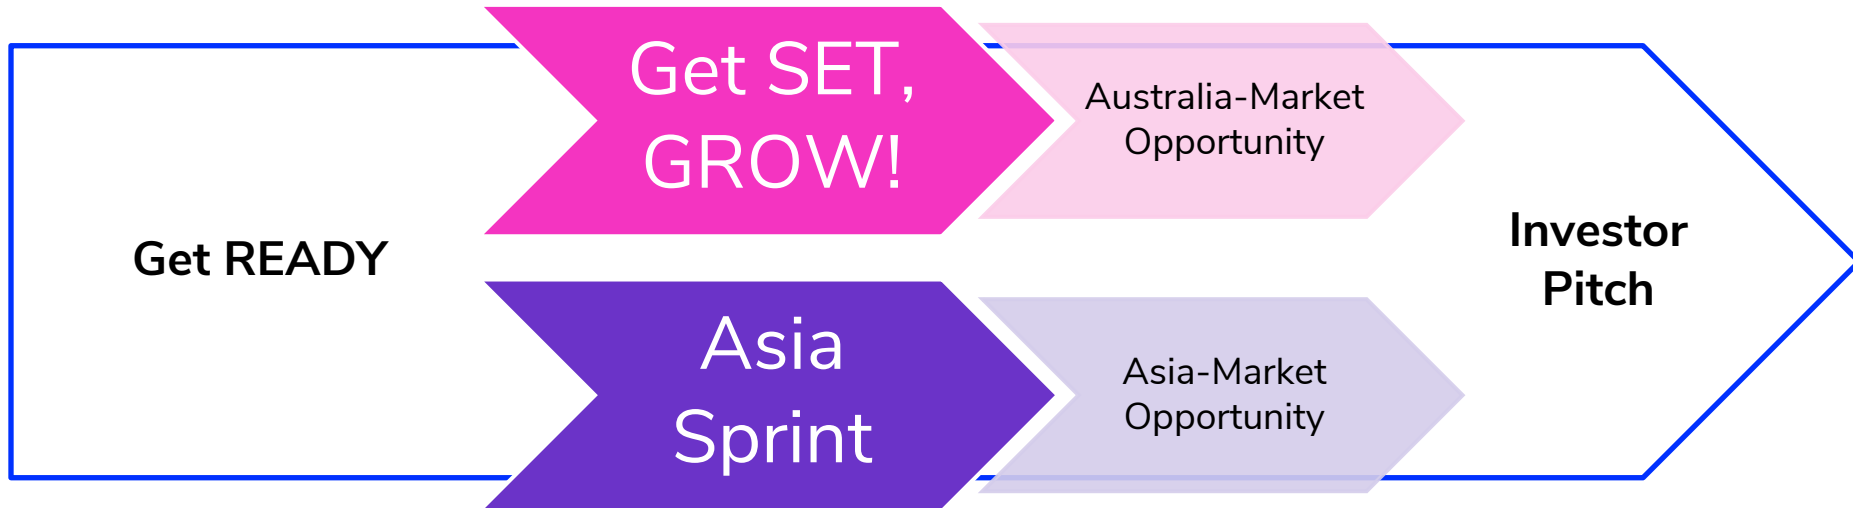 Get READY
Get SET,
GROW!
Australia-Market
Opportunity
Asia
Sprint
Asia-Market
Opportunity
Investor
Pitch